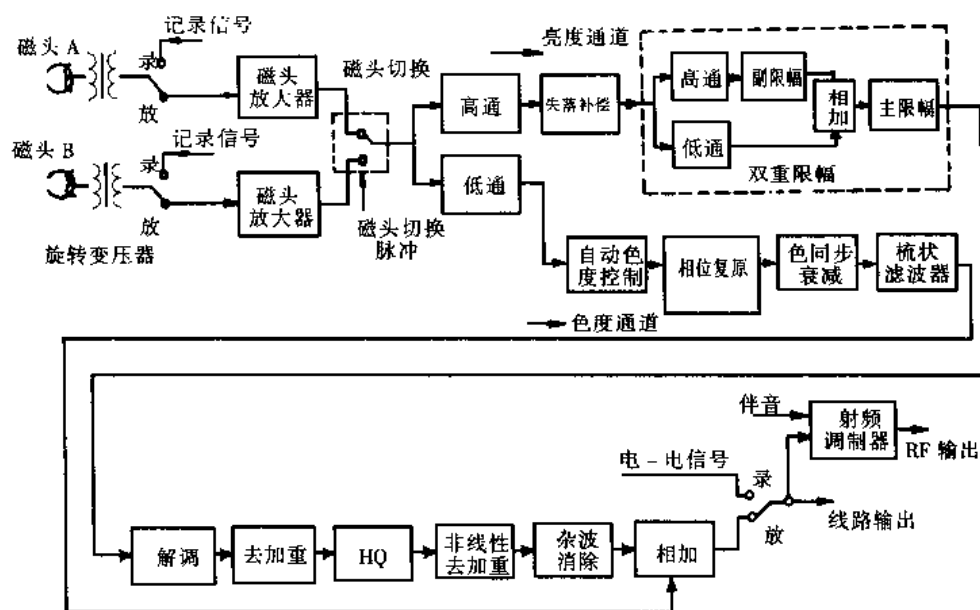 磁头 A
录
记录信号
放
磁头
放大器
磁头切换
亮度通道
高通
失落补偿
高通
副限幅
相
加
主限幅
低通
双重限幅
磁头 B
录
记录信号
放
磁头
放大器
低通
磁头切换
脉冲
旋转变压器
自动色
度控制
相位复原
色同步
衰减
梳状
滤波器
色度通道
伴音
射频
调制器
RF 输出
电－电信号
录
放
线路输出
解调
去加重
HQ
非线性
去加重
杂波
消除
相加